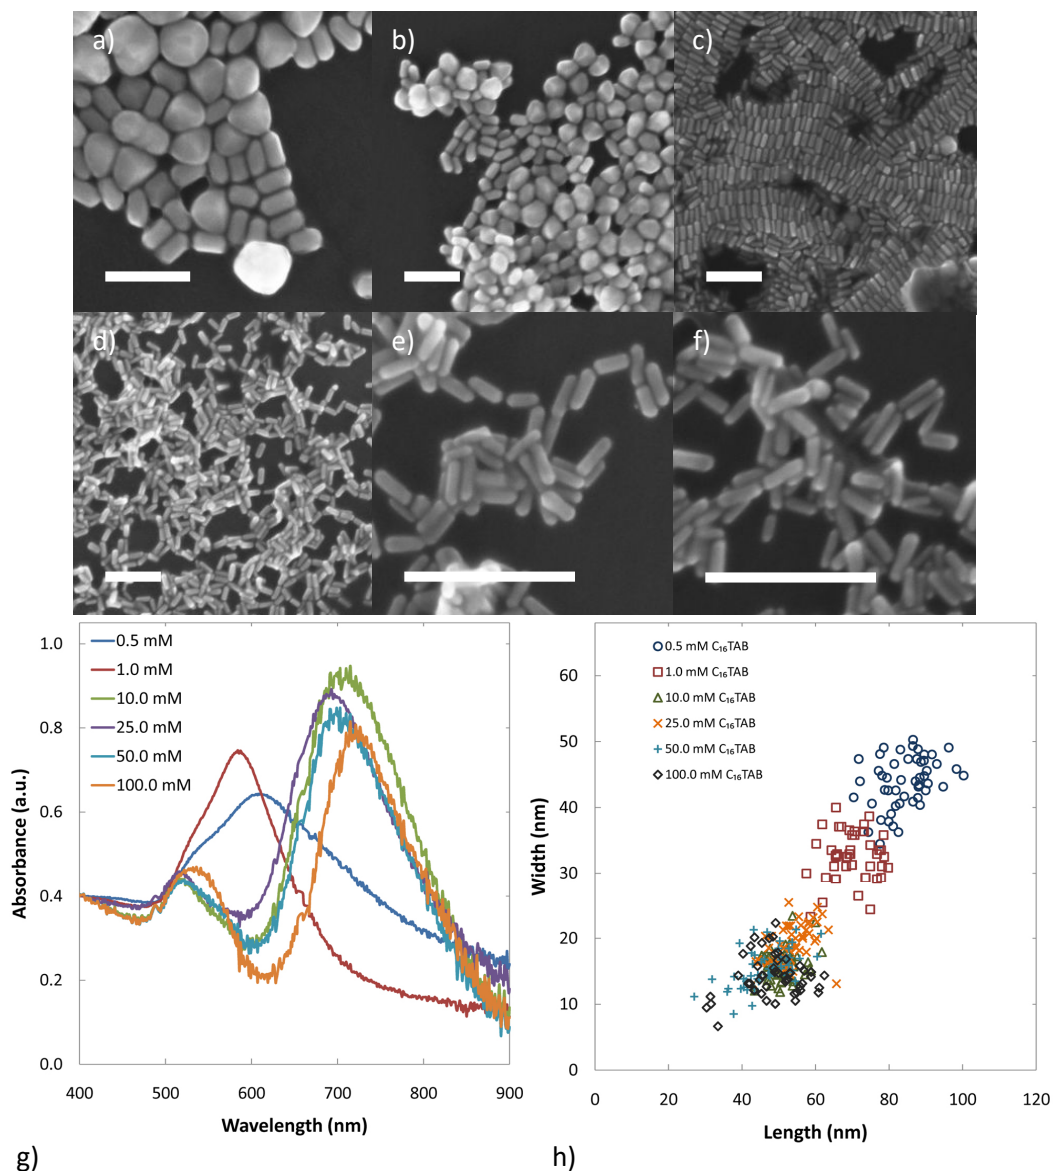 a)
b)
c)
d)
e)
f)
1.0
0.8
0.6
0.4
0.2
0.0
Absorbance (a.u.)
0.5 mM
1.0 mM
10.0 mM
25.0 mM
50.0 mM
100.0 mM
400
500
600
700
800
900
Wavelength (nm)
g)
60
50
40
30
20
10
0
Width (nm)
0.5 mM C₁₆TAB
1.0 mM C₁₆TAB
10.0 mM C₁₆TAB
25.0 mM C₁₆TAB
50.0 mM C₁₆TAB
100.0 mM C₁₆TAB
0
20
40
60
80
100
120
Length (nm)
h)